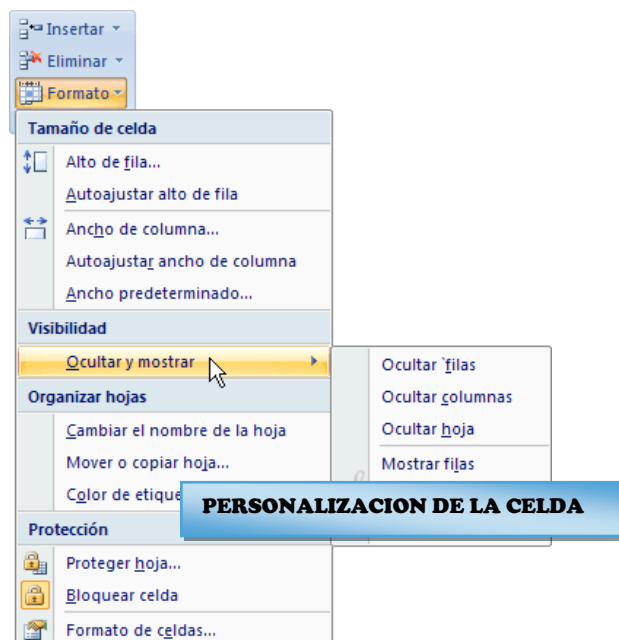 Insertar
Eliminar
Formato
Tamaño de celda
Alto de fila...
Autoajustar alto de fila
Ancho de columna...
Autoajustar ancho de columna
Ancho predeterminado...
Visibilidad
Ocultar y mostrar
Ocultar `filas
Ocultar columnas
Ocultar hoja
Mostrar filas
Organizar hojas
Cambiar el nombre de la hoja
Mover o copiar hoja...
Color de
PERSONALIZACION DE LA CELDA
Protección
Proteger hoja...
Bloquear celda
Formato de celdas...